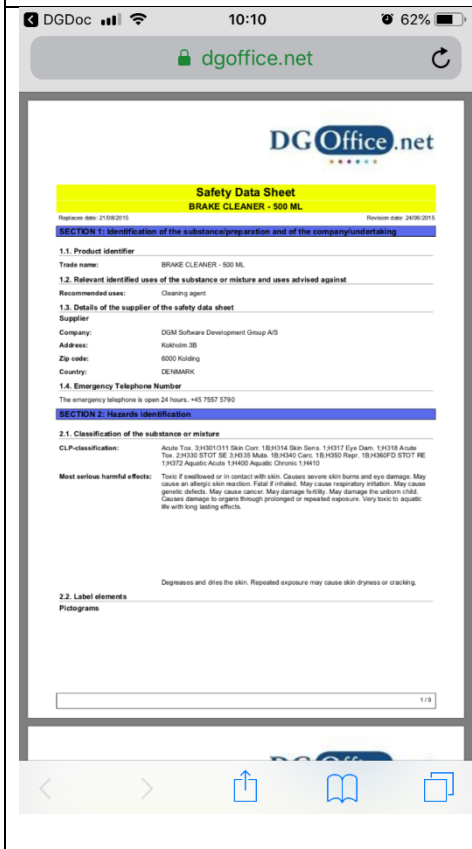 DGDoc 10:10 62%
dgoffice.net
DGOffice.net
Safety Data Sheet
BRAKE CLEANER - 500 ML
Replaces date: 21/08/2015 Revision date: 24/06/2015
SECTION 1: Identification of the substance/preparation and of the company/undertaking
1.1. Product identifier
Trade name: BRAKE CLEANER - 500 ML
1.2. Relevant identified uses of the substance or mixture and uses advised against
Recommended uses: Cleaning agent
1.3. Details of the supplier of the safety data sheet
Supplier
Company: DGM Software Development Group A/S
Address: Kokholm 3B
Zip code: 6000 Kolding
Country: DENMARK
1.4. Emergency Telephone Number
The emergency telephone is open 24 hours. +45 7557 5790
SECTION 2: Hazards identification
2.1. Classification of the substance or mixture
CLP-classification: Acute Tox. 3;H301/311 Skin Corr. 1B;H314 Skin Sens. 1;H317 Eye Dam. 1;H318 Acute
Tox. 2;H330 STOT SE 3;H335 Muta. 1B;H340 Carc. 1B;H350 Repr. 1B;H360FD STOT RE
1;H372 Aquatic Acute 1;H400 Aquatic Chronic 1;H410
Most serious harmful effects: Toxic if swallowed or in contact with skin. Causes severe skin burns and eye damage. May
cause an allergic skin reaction. Fatal if inhaled. May cause respiratory irritation. May cause
genetic defects. May cause cancer. May damage fertility. May damage the unborn child.
Causes damage to organs through prolonged or repeated exposure. Very toxic to aquatic
life with long lasting effects.
Degreases and dries the skin. Repeated exposure may cause skin dryness or cracking.
2.2. Label elements
Pictograms
1 / 9